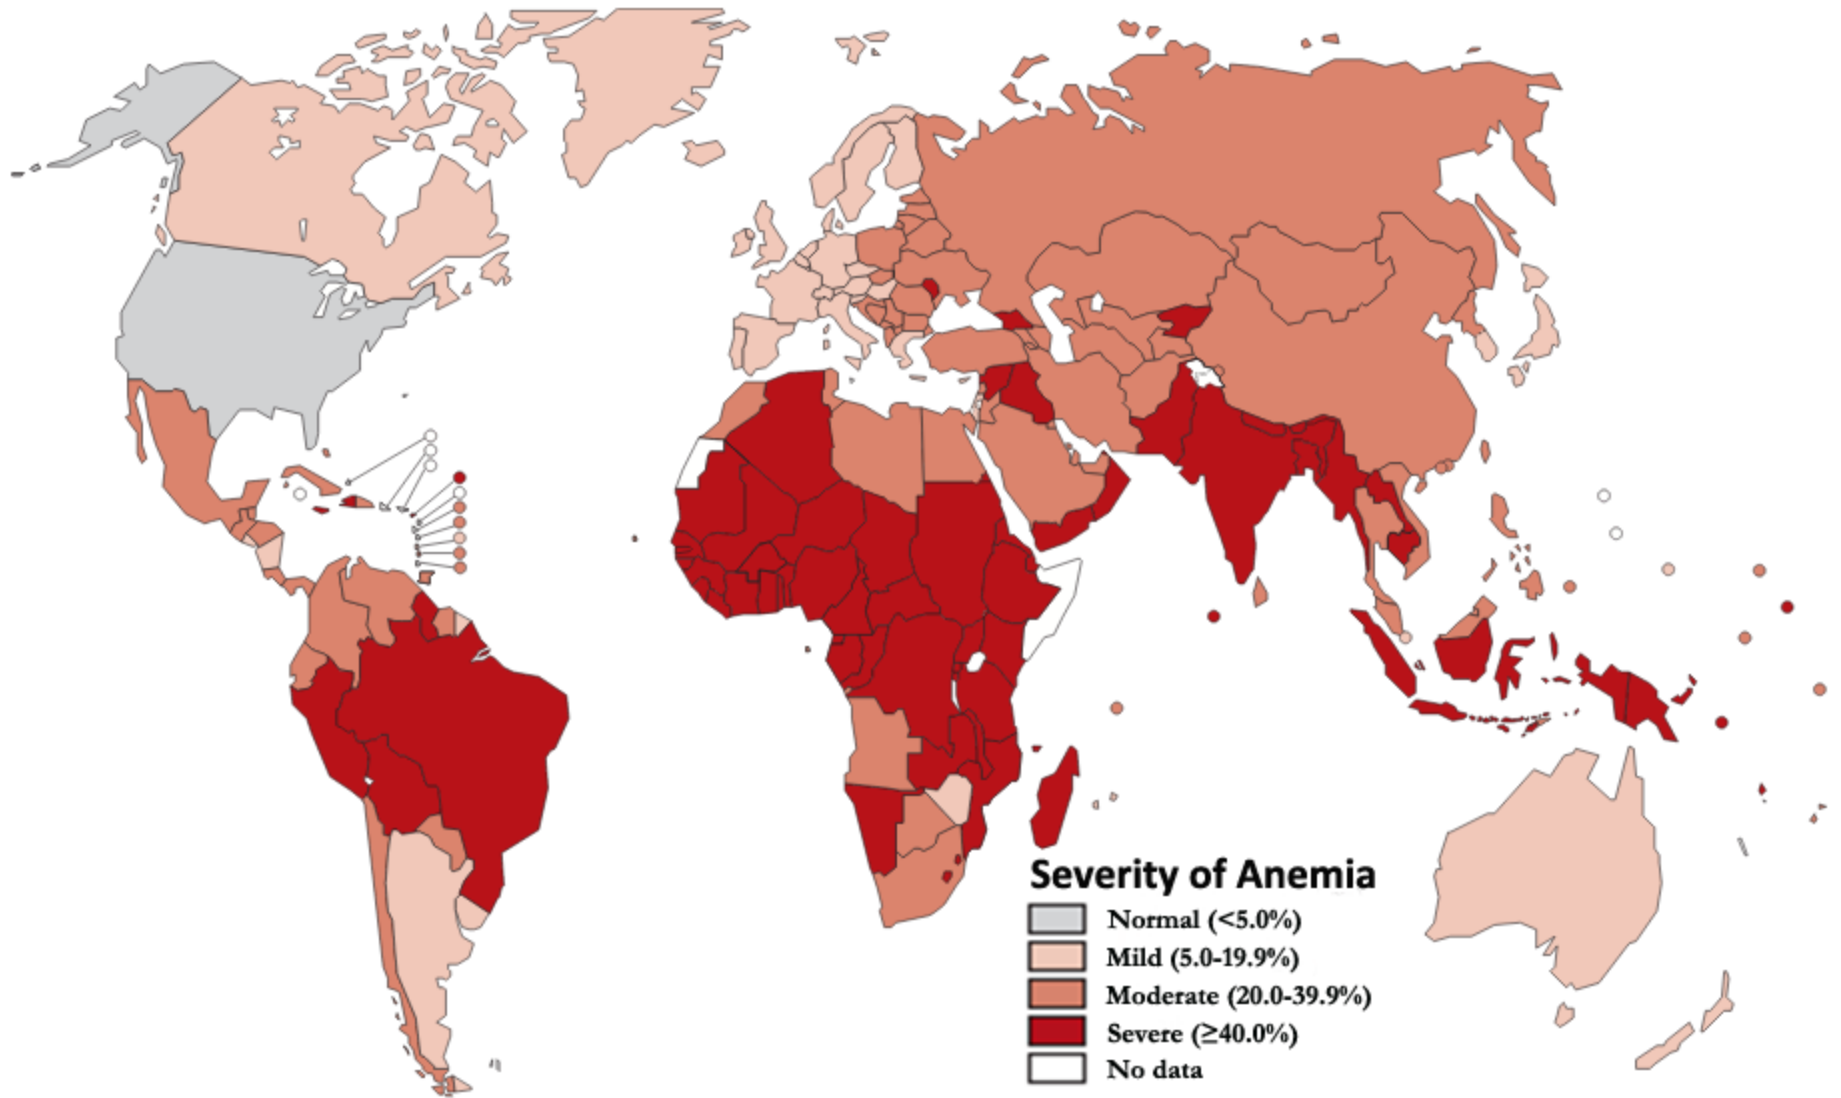 Severity of Anemia
Normal (<5.0%)
Mild (5.0-19.9%)
Moderate (20.0-39.9%)
Severe (≥40.0%)
No data